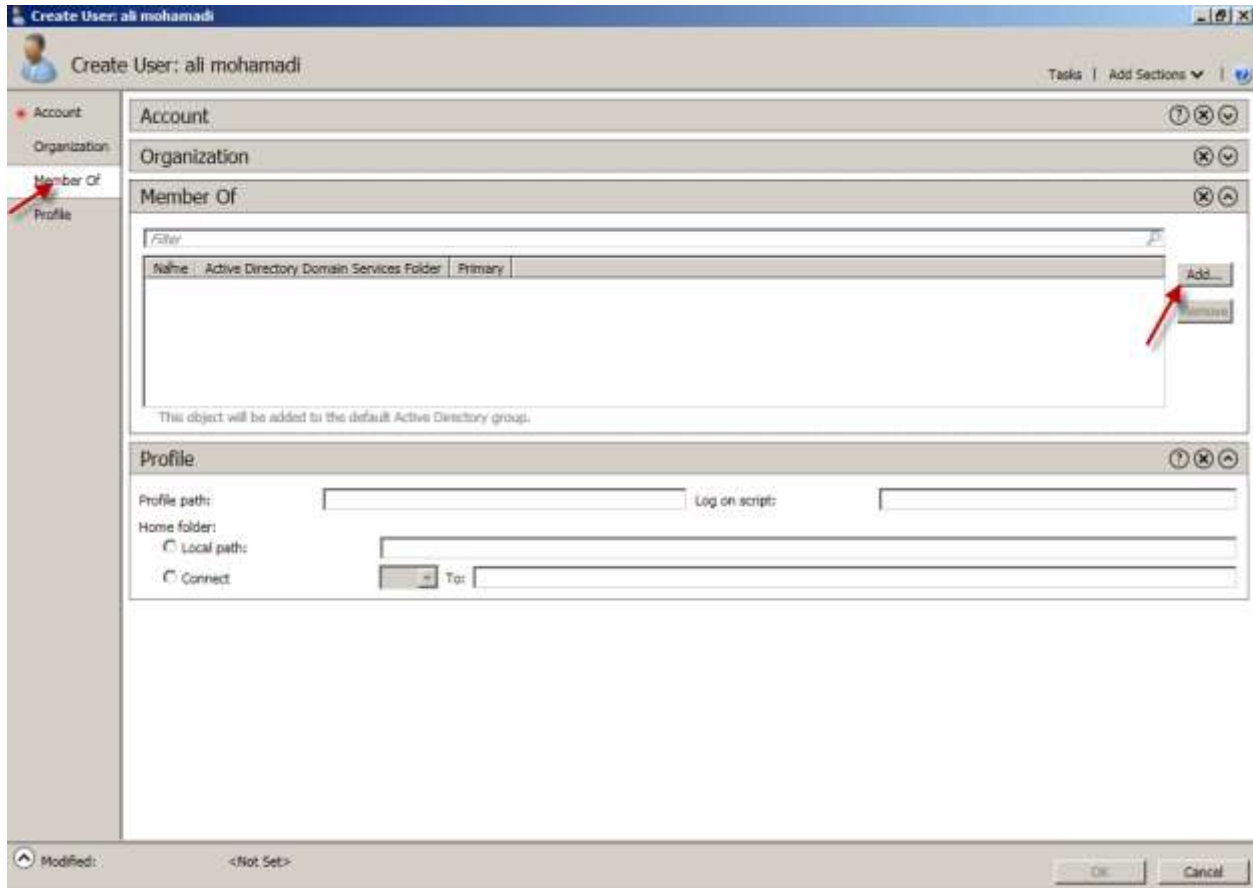 Create User: ali mohamadi
Create User: ali mohamadi
Tasks | Add Sections |
Account
Organization
Member Of
Profile
Account
Organization
Member Of
Filter
Name Active Directory Domain Services Folder Primary
Add...
Remove
This object will be added to the default Active Directory group.
Profile
Profile path:
Log on script:
Home folder:
Local path:
Connect
To:
Modified:
<Not Set>
OK
Cancel